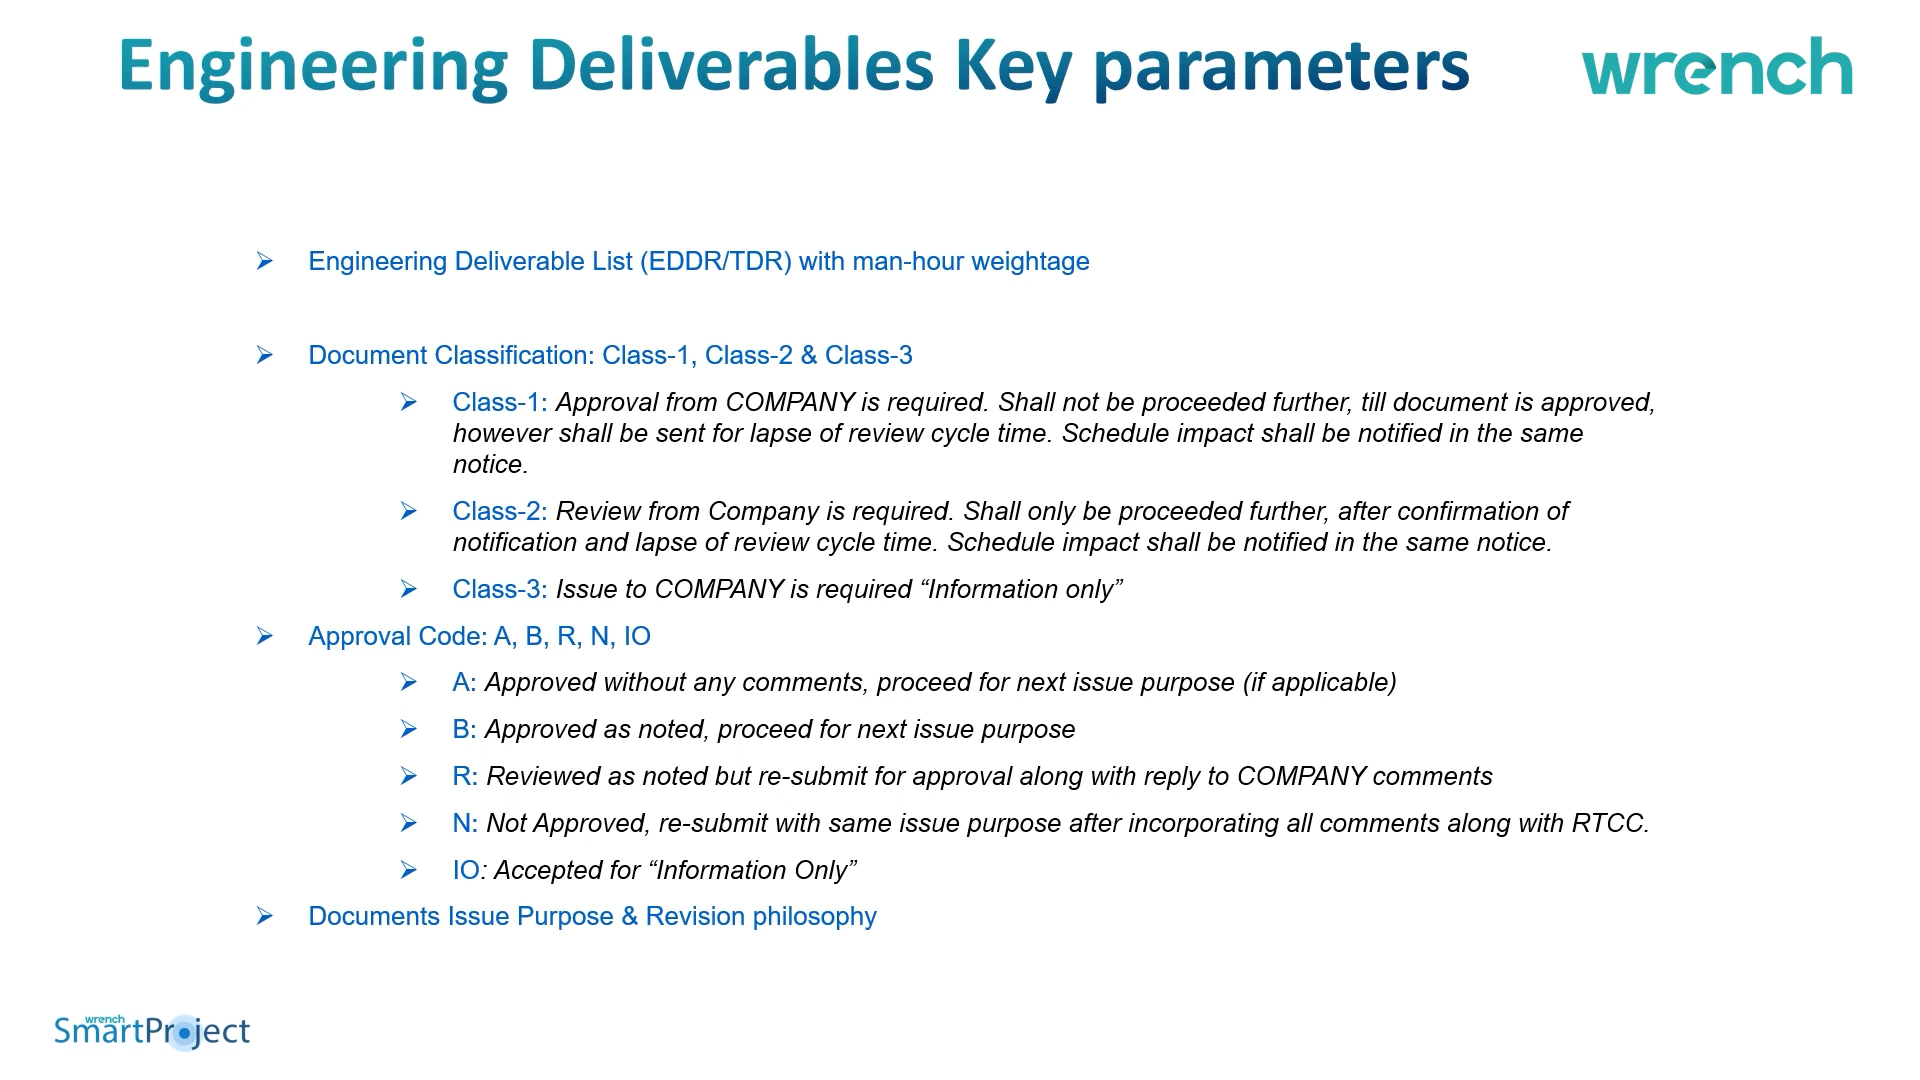 Engineering Deliverables Key parameters
wrench
➢ Engineering Deliverable List (EDDR/TDR) with man-hour weightage
➢ Document Classification: Class-1, Class-2 & Class-3
➢ Class-1: Approval from COMPANY is required. Shall not be proceeded further, till document is approved,
however shall be sent for lapse of review cycle time. Schedule impact shall be notified in the same
notice.
➢ Class-2: Review from Company is required. Shall only be proceeded further, after confirmation of
notification and lapse of review cycle time. Schedule impact shall be notified in the same notice.
➢ Class-3: Issue to COMPANY is required “Information only”
➢ Approval Code: A, B, R, N, IO
➢ A: Approved without any comments, proceed for next issue purpose (if applicable)
➢ B: Approved as noted, proceed for next issue purpose
➢ R: Reviewed as noted but re-submit for approval along with reply to COMPANY comments
➢ N: Not Approved, re-submit with same issue purpose after incorporating all comments along with RTCC.
➢ IO: Accepted for “Information Only”
➢ Documents Issue Purpose & Revision philosophy
wrench
SmartProject